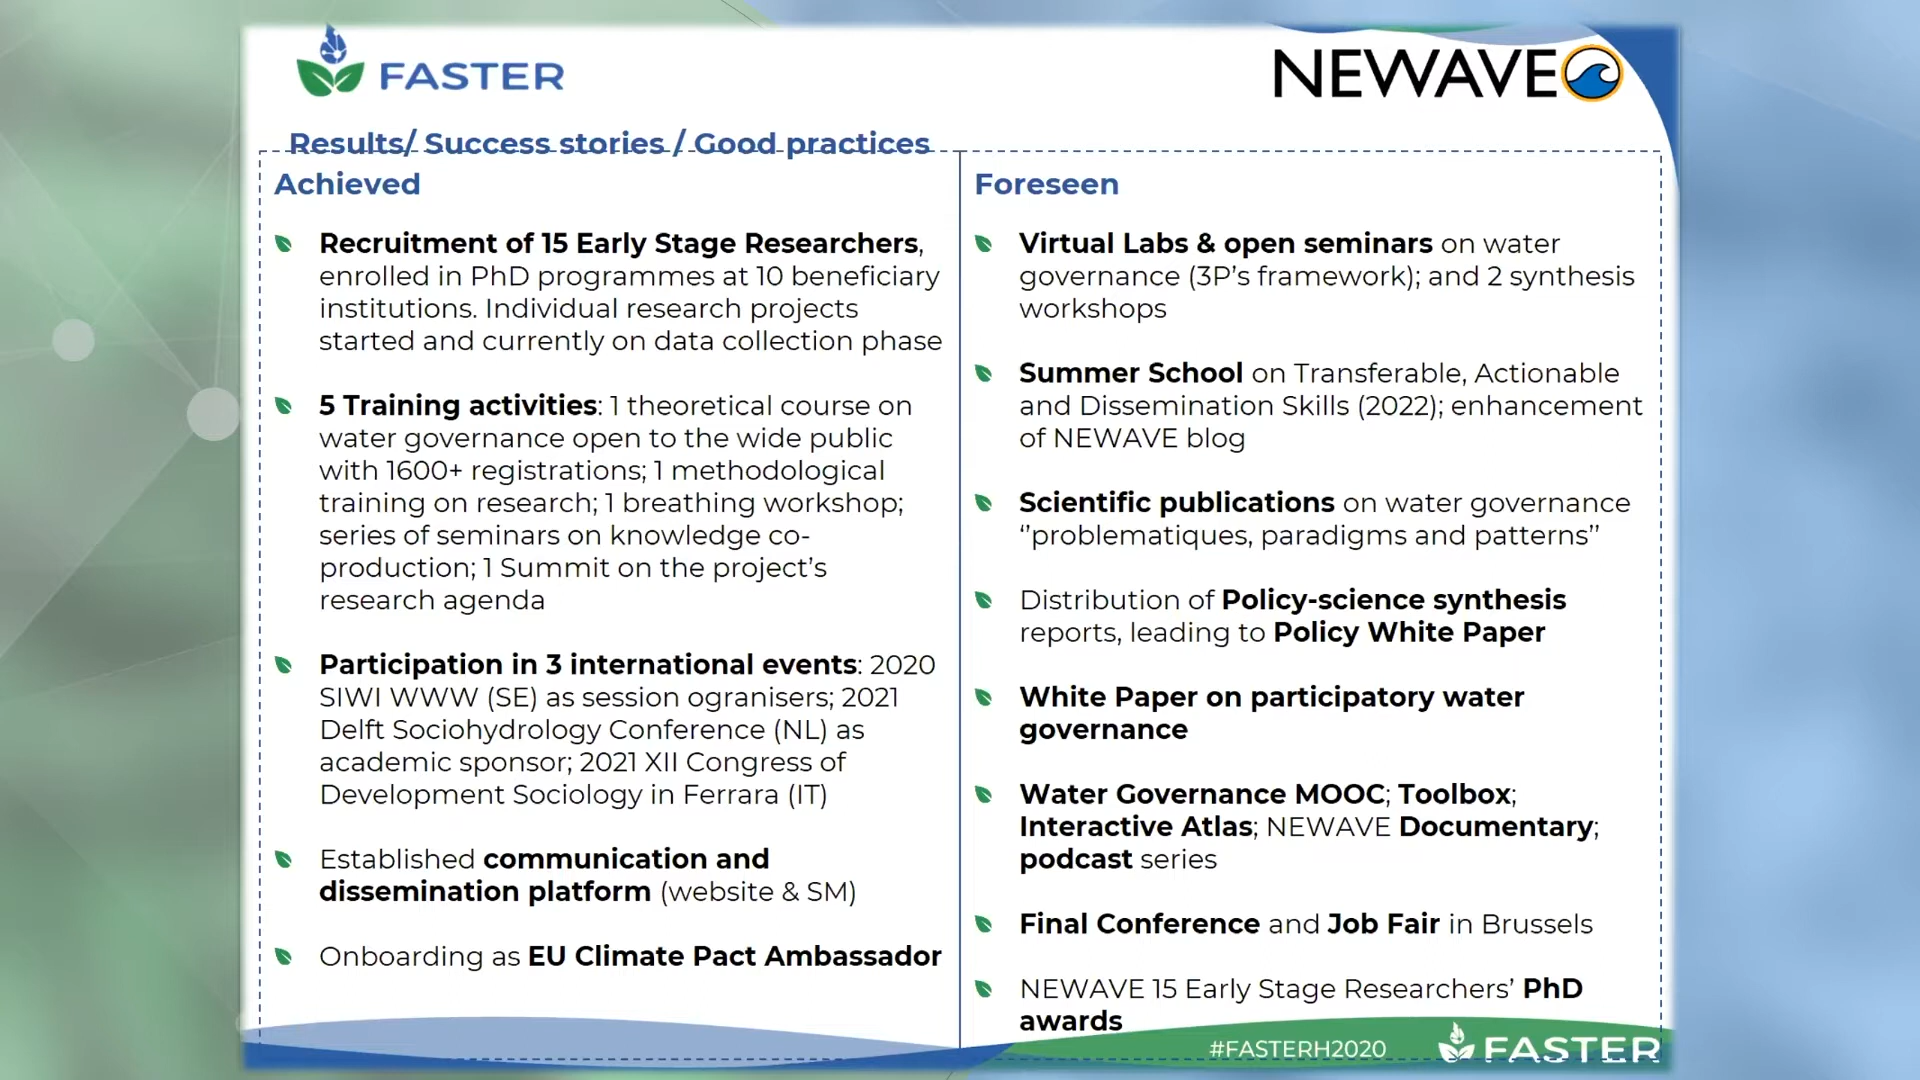 FASTER
NEWAVE
Results/ Success stories / Good practices
Achieved
Recruitment of 15 Early Stage Researchers,
enrolled in PhD programmes at 10 beneficiary
institutions. Individual research projects
started and currently on data collection phase
5 Training activities: 1 theoretical course on
water governance open to the wide public
with 1600+ registrations; 1 methodological
training on research; 1 breathing workshop;
series of seminars on knowledge co-
production; 1 Summit on the project’s
research agenda
Participation in 3 international events: 2020
SIWI WWW (SE) as session ogranisers; 2021
Delft Sociohydrology Conference (NL) as
academic sponsor; 2021 XII Congress of
Development Sociology in Ferrara (IT)
Established communication and
dissemination platform (website & SM)
Onboarding as EU Climate Pact Ambassador
Foreseen
Virtual Labs & open seminars on water
governance (3P’s framework); and 2 synthesis
workshops
Summer School on Transferable, Actionable
and Dissemination Skills (2022); enhancement
of NEWAVE blog
Scientific publications on water governance
‘’problematiques, paradigms and patterns’’
Distribution of Policy-science synthesis
reports, leading to Policy White Paper
White Paper on participatory water
governance
Water Governance MOOC; Toolbox;
Interactive Atlas; NEWAVE Documentary;
podcast series
Final Conference and Job Fair in Brussels
NEWAVE 15 Early Stage Researchers’ PhD
awards
#FASTERH2020
FASTER